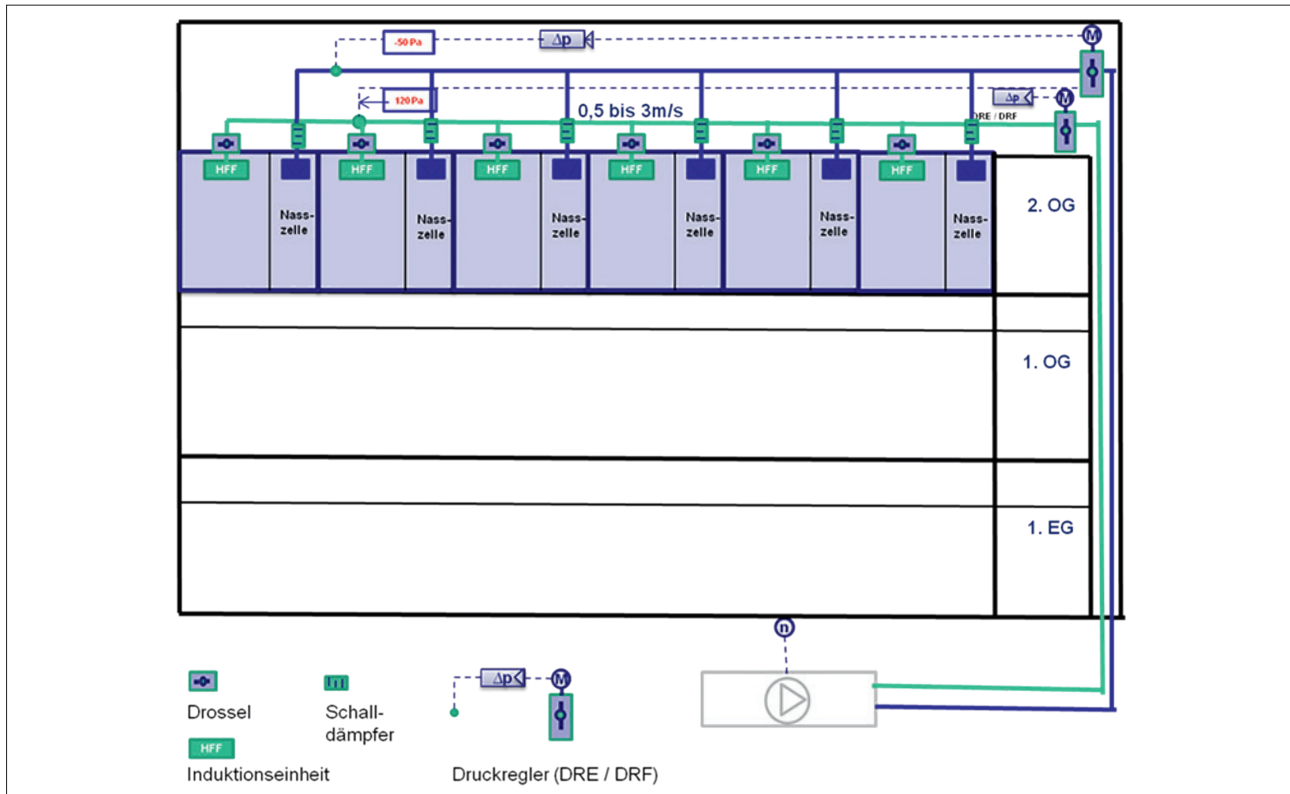 -50 Pa
Δp
M
120 Pa
Δp
M
0,5 bis 3m/s
DRE / DRF
HFF
HFF
HFF
HFF
HFF
HFF
Nass-
zelle
Nass-
zelle
Nass-
zelle
Nass-
zelle
Nass-
zelle
Nass-
zelle
2. OG
1. OG
1. EG
n
Δp
M
Drossel
Schall-
dämpfer
HFF
Induktionseinheit
Druckregler (DRE / DRF)